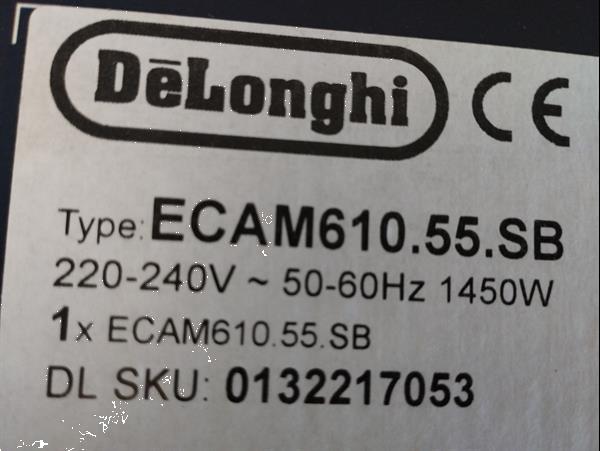 DēLonghi CE
Type: ECAM610.55.SB
220-240V ~ 50-60Hz 1450W
1x ECAM610.55.SB
DL SKU: 0132217053